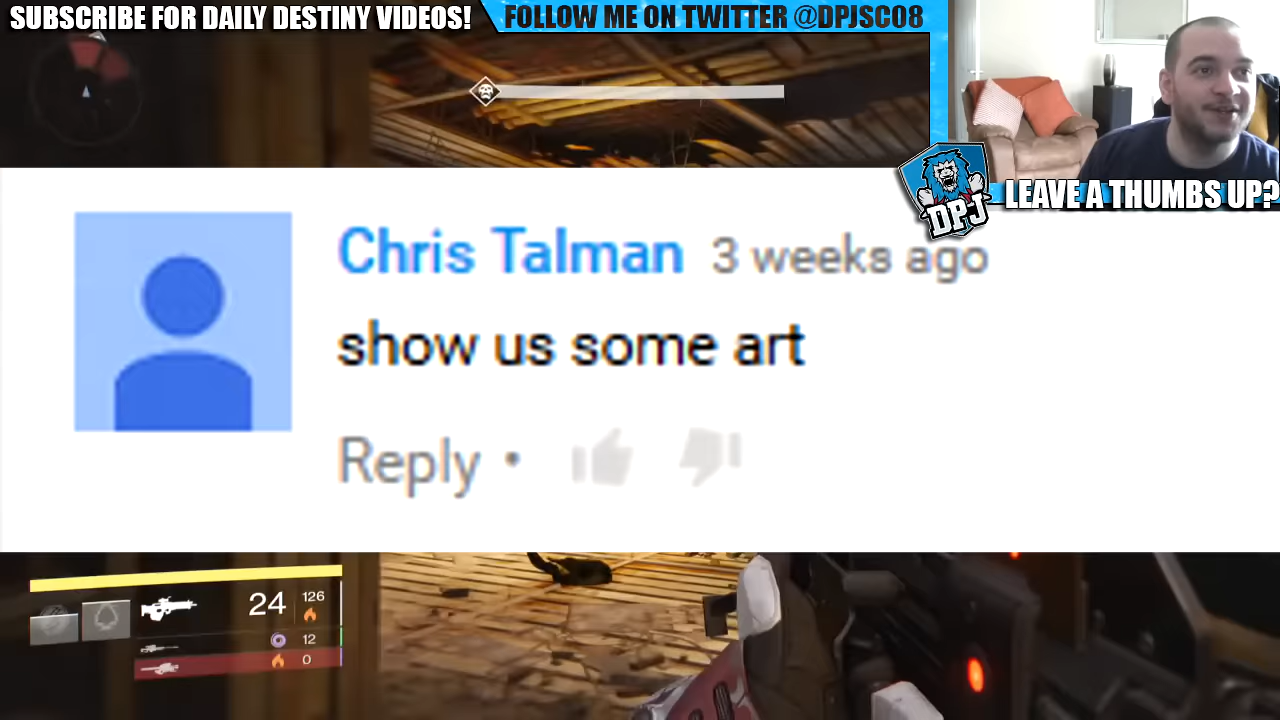 SUBSCRIBE FOR DAILY DESTINY VIDEOS!
FOLLOW ME ON TWITTER @DPJSC08
DPJ
LEAVE A THUMBS UP?
Chris Talman 3 weeks ago
show us some art
Reply •
24 126
12
0